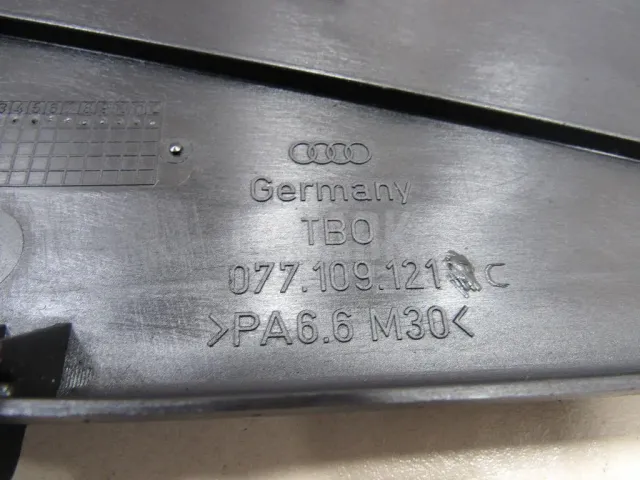 Germany
TBO
077.109.121 C
>PA6.6 M30<